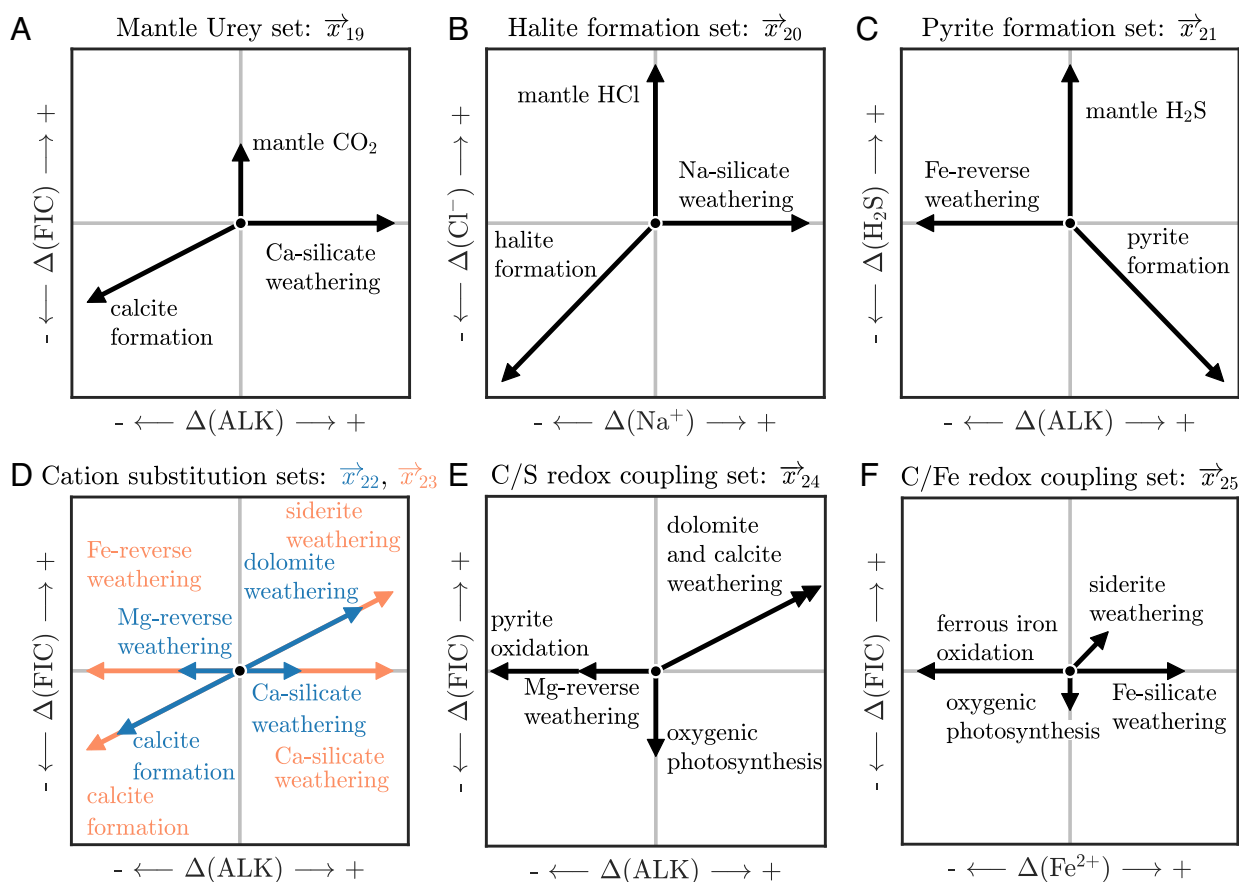 A Mantle Urey set: x⃗₁₉
- ⟵ Δ(FIC) ⟶ +
mantle CO₂
Ca-silicate
weathering
calcite
formation
- ⟵ Δ(ALK) ⟶ +
B Halite formation set: x⃗₂₀
- ⟵ Δ(Cl⁻) ⟶ +
mantle HCl
Na-silicate
weathering
halite
formation
- ⟵ Δ(Na⁺) ⟶ +
C Pyrite formation set: x⃗₂₁
- ⟵ Δ(H₂S) ⟶ +
mantle H₂S
Fe-reverse
weathering
pyrite
formation
- ⟵ Δ(ALK) ⟶ +
D Cation substitution sets: x⃗₂₂, x⃗₂₃
- ⟵ Δ(FIC) ⟶ +
siderite
weathering
Fe-reverse
weathering
dolomite
weathering
Mg-reverse
weathering
Ca-silicate
weathering
calcite
formation
Ca-silicate
weathering
calcite
formation
- ⟵ Δ(ALK) ⟶ +
E C/S redox coupling set: x⃗₂₄
- ⟵ Δ(FIC) ⟶ +
dolomite
and calcite
weathering
pyrite
oxidation
Mg-reverse
weathering
oxygenic
photosynthesis
- ⟵ Δ(ALK) ⟶ +
F C/Fe redox coupling set: x⃗₂₅
- ⟵ Δ(FIC) ⟶ +
siderite
weathering
ferrous iron
oxidation
oxygenic
photosynthesis
Fe-silicate
weathering
- ⟵ Δ(Fe²⁺) ⟶ +